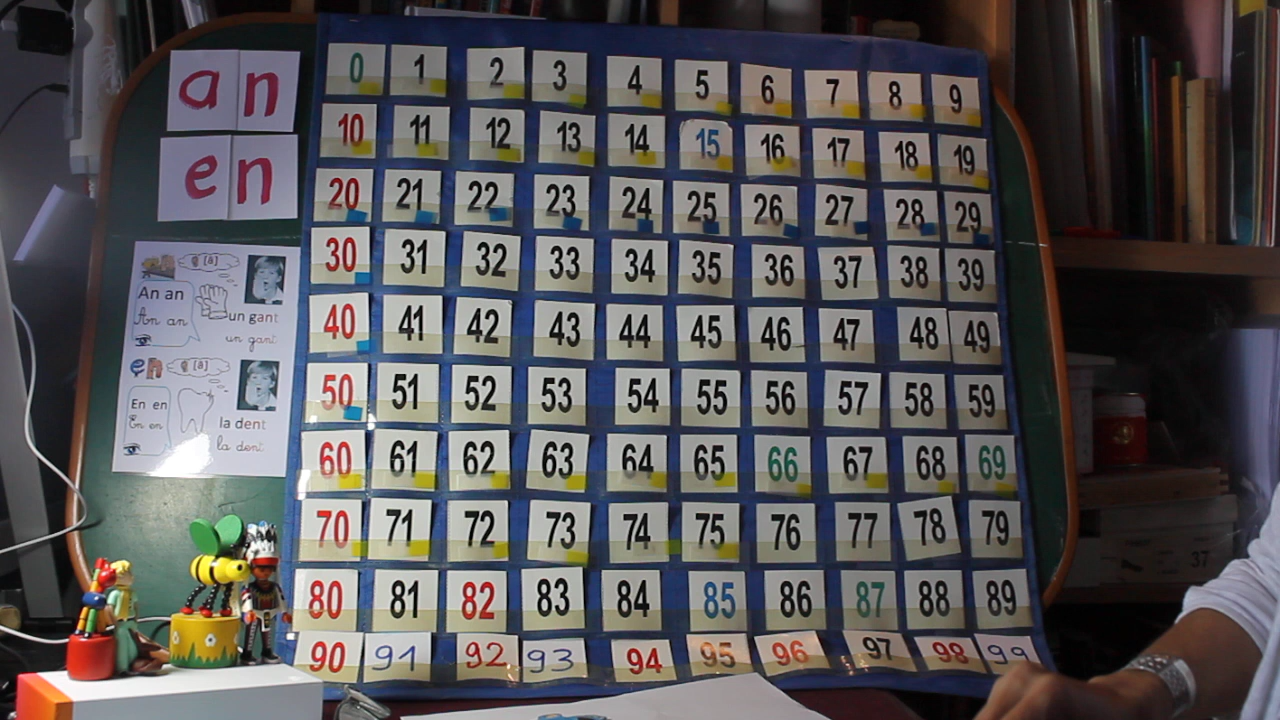 an
en
[ã]
An an
un gant
An an
un gant
[ã]
En en
la dent
En en
la dent
0 1 2 3 4 5 6 7 8 9
10 11 12 13 14 15 16 17 18 19
20 21 22 23 24 25 26 27 28 29
30 31 32 33 34 35 36 37 38 39
40 41 42 43 44 45 46 47 48 49
50 51 52 53 54 55 56 57 58 59
60 61 62 63 64 65 66 67 68 69
70 71 72 73 74 75 76 77 78 79
80 81 82 83 84 85 86 87 88 89
90 91 92 93 94 95 96 97 98 99
37